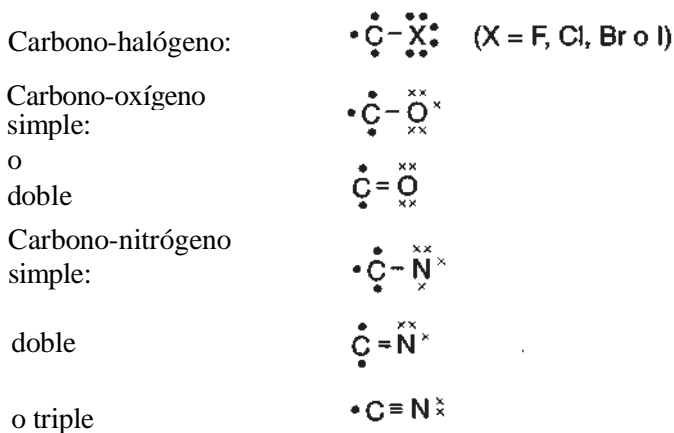 Carbono-halógeno: •C–X: (X = F, Cl, Br o I)
Carbono-oxígeno
simple: •C–O×
o
doble C=O
Carbono-nitrógeno
simple: •C–N×
doble C=N×
o triple •C≡N××